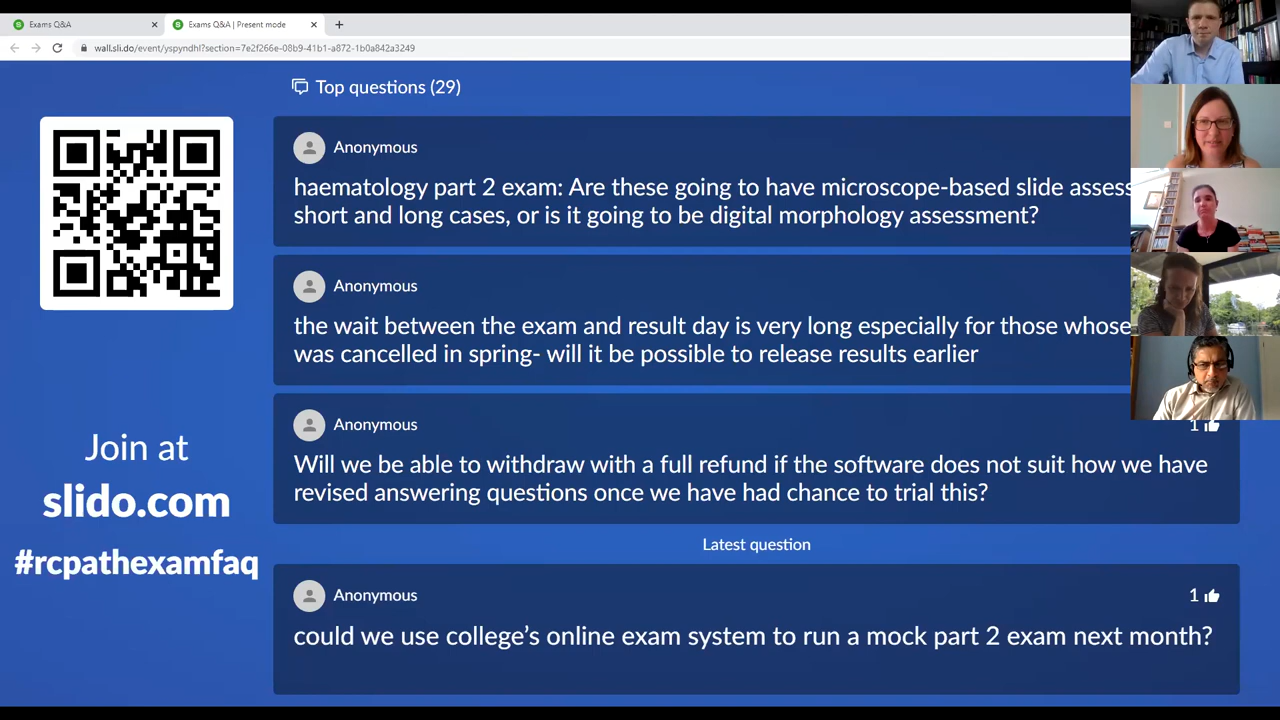 Exams Q&A
Exams Q&A | Present mode
wall.sli.do/event/yspyndhl?section=7e2f266e-08b9-41b1-a872-1b0a842a3249
Top questions (29)
Anonymous
haematology part 2 exam: Are these going to have microscope-based slide
short and long cases, or is it going to be digital morphology assessment?
Anonymous
the wait between the exam and result day is very long especially for those whose
was cancelled in spring- will it be possible to release results earlier
Anonymous
1
Will we be able to withdraw with a full refund if the software does not suit how we have
revised answering questions once we have had chance to trial this?
Join at
slido.com
#rcpathexamfaq
Latest question
Anonymous
1
could we use college’s online exam system to run a mock part 2 exam next month?